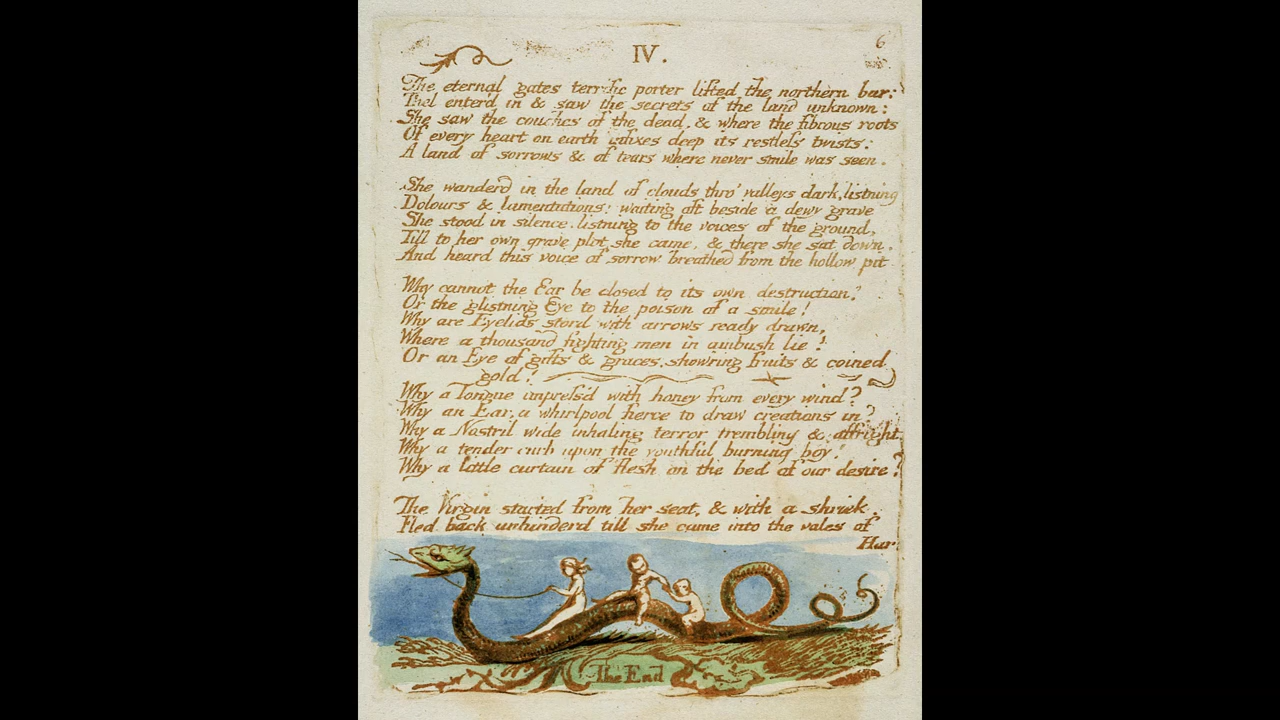 IV.
6
The eternal gates terrific porter lifted the northern bar:
Thel enter'd in & saw the secrets of the land unknown:
She saw the couches of the dead, & where the fibrous roots
Of every heart on earth infixes deep its restless twists:
A land of sorrows & of tears where never smile was seen.
She wanderd in the land of clouds thro' valleys dark, listning
Dolours & lamentations: waiting oft beside a dewy grave
She stood in silence. listning to the voices of the ground,
Till to her own grave plot she came, & there she sat down.
And heard this voice of sorrow breathed from the hollow pit
Why cannot the Ear be closed to its own destruction?
Or the glistning Eye to the poison of a smile!
Why are Eyelids stord with arrows ready drawn,
Where a thousand fighting men in ambush lie?
Or an Eye of gifts & graces, show'ring fruits & coined
gold!
Why a Tongue impress'd with honey from every wind?
Why an Ear, a whirlpool fierce to draw creations in?
Why a Nostril wide inhaling terror trembling & affright.
Why a tender curb upon the youthful burning boy!
Why a little curtain of flesh on the bed of our desire?
The Virgin started from her seat, & with a shriek.
Fled back unhinderd till she came into the vales of
Har
The End